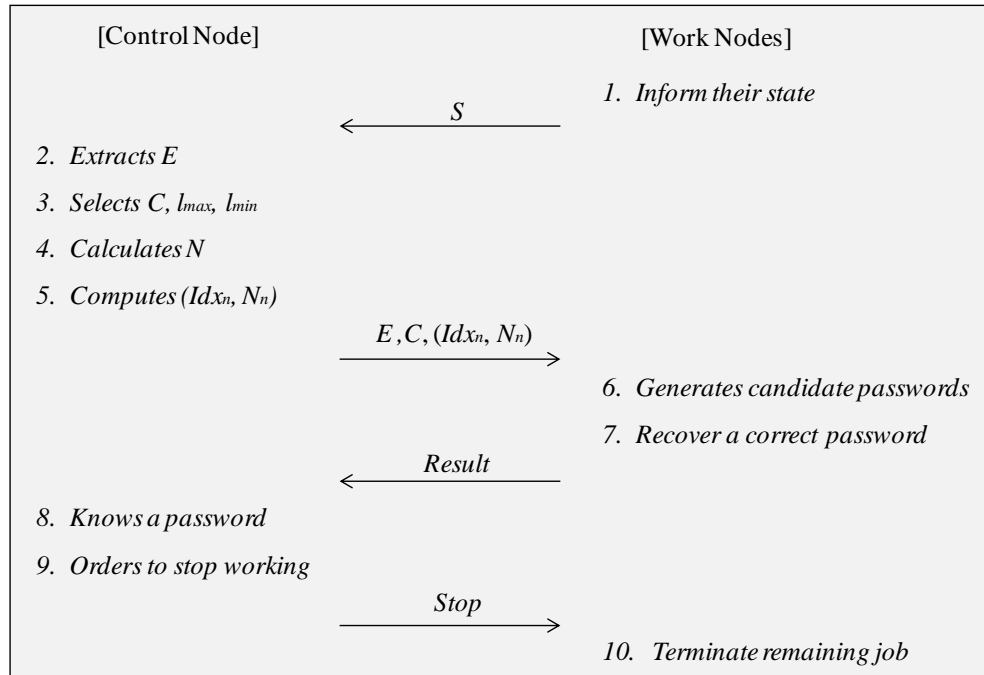 [Control Node]
[Work Nodes]
1. Inform their state
S
2. Extracts E
3. Selects C, lmax, lmin
4. Calculates N
5. Computes (Idxn, Nn)
E ,C, (Idxn, Nn)
6. Generates candidate passwords
7. Recover a correct password
Result
8. Knows a password
9. Orders to stop working
Stop
10. Terminate remaining job